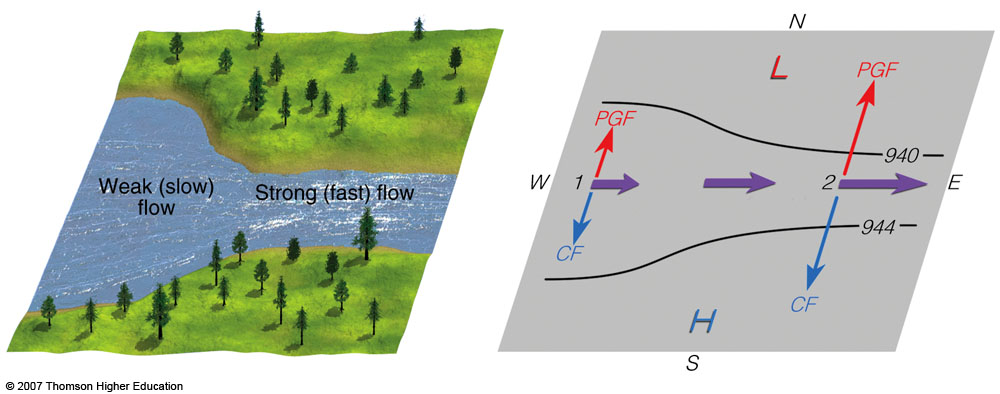 Weak (slow)
flow
Strong (fast) flow
N
L
PGF
PGF
940
W
1
2
E
944
CF
CF
H
S
© 2007 Thomson Higher Education